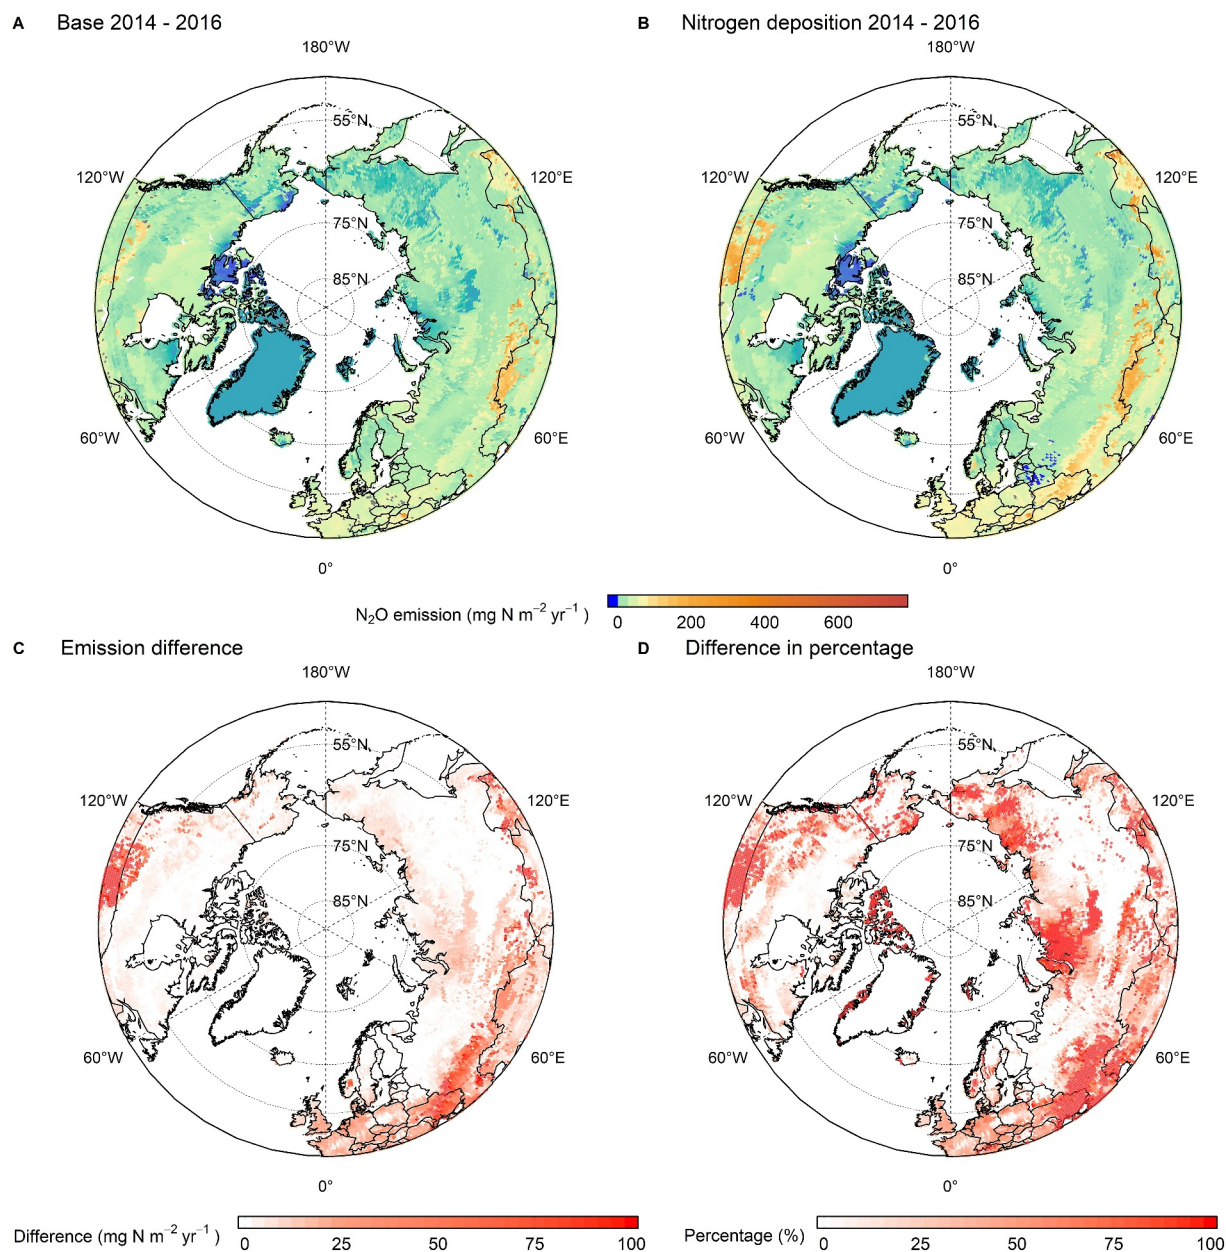 A Base 2014 - 2016
B Nitrogen deposition 2014 - 2016
180°W
180°W
55°N
55°N
120°W
120°E
120°W
120°E
75°N
75°N
85°N
85°N
60°W
60°E
60°W
60°E
0°
0°
N₂O emission (mg N m⁻² yr⁻¹)
0 200 400 600
C Emission difference
D Difference in percentage
180°W
180°W
55°N
55°N
120°W
120°E
120°W
120°E
75°N
75°N
85°N
85°N
60°W
60°E
60°W
60°E
0°
0°
Difference (mg N m⁻² yr⁻¹)
0 25 50 75 100
Percentage (%)
0 25 50 75 100